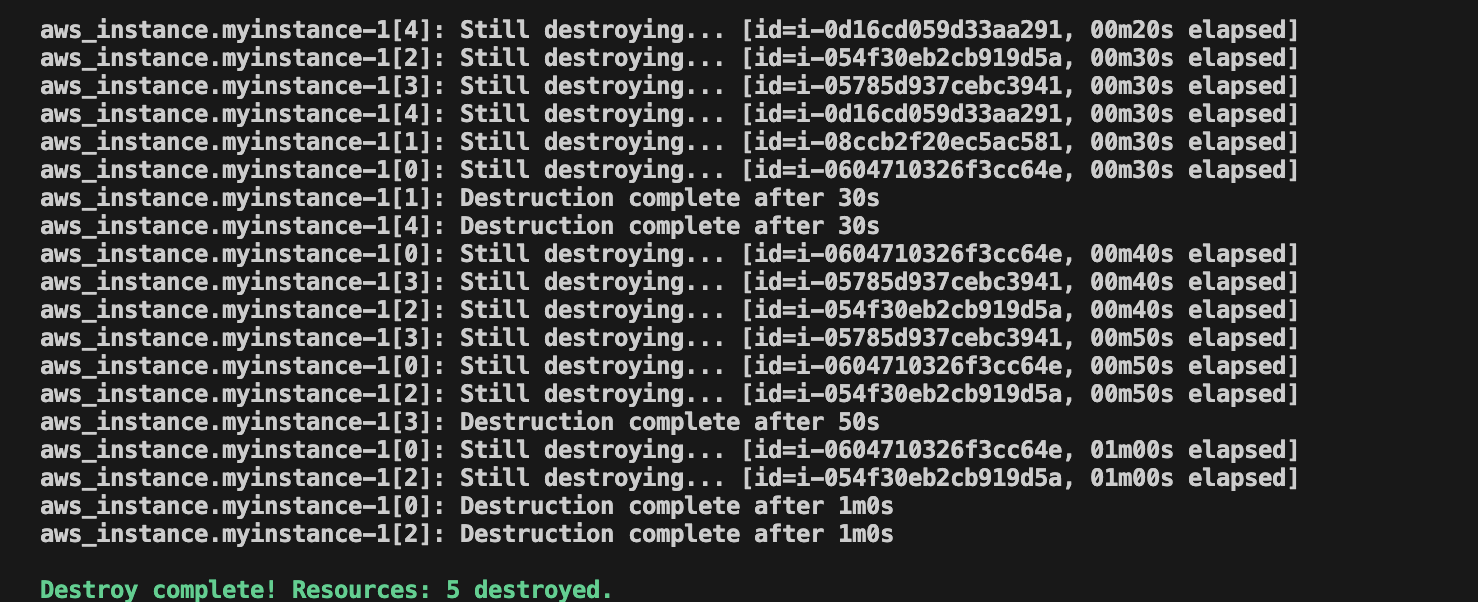 aws_instance.myinstance-1[4]: Still destroying... [id=i-0d16cd059d33aa291, 00m20s elapsed]
aws_instance.myinstance-1[2]: Still destroying... [id=i-054f30eb2cb919d5a, 00m30s elapsed]
aws_instance.myinstance-1[3]: Still destroying... [id=i-05785d937cebc3941, 00m30s elapsed]
aws_instance.myinstance-1[4]: Still destroying... [id=i-0d16cd059d33aa291, 00m30s elapsed]
aws_instance.myinstance-1[1]: Still destroying... [id=i-08ccb2f20ec5ac581, 00m30s elapsed]
aws_instance.myinstance-1[0]: Still destroying... [id=i-0604710326f3cc64e, 00m30s elapsed]
aws_instance.myinstance-1[1]: Destruction complete after 30s
aws_instance.myinstance-1[4]: Destruction complete after 30s
aws_instance.myinstance-1[0]: Still destroying... [id=i-0604710326f3cc64e, 00m40s elapsed]
aws_instance.myinstance-1[3]: Still destroying... [id=i-05785d937cebc3941, 00m40s elapsed]
aws_instance.myinstance-1[2]: Still destroying... [id=i-054f30eb2cb919d5a, 00m40s elapsed]
aws_instance.myinstance-1[3]: Still destroying... [id=i-05785d937cebc3941, 00m50s elapsed]
aws_instance.myinstance-1[0]: Still destroying... [id=i-0604710326f3cc64e, 00m50s elapsed]
aws_instance.myinstance-1[2]: Still destroying... [id=i-054f30eb2cb919d5a, 00m50s elapsed]
aws_instance.myinstance-1[3]: Destruction complete after 50s
aws_instance.myinstance-1[0]: Still destroying... [id=i-0604710326f3cc64e, 01m00s elapsed]
aws_instance.myinstance-1[2]: Still destroying... [id=i-054f30eb2cb919d5a, 01m00s elapsed]
aws_instance.myinstance-1[0]: Destruction complete after 1m0s
aws_instance.myinstance-1[2]: Destruction complete after 1m0s
Destroy complete! Resources: 5 destroyed.